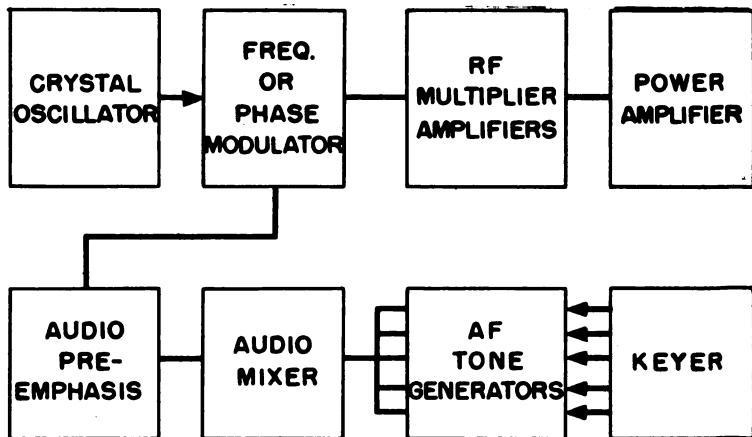 CRYSTAL
OSCILLATOR
FREQ.
OR
PHASE
MODULATOR
RF
MULTIPLIER
AMPLIFIERS
POWER
AMPLIFIER
AUDIO
PRE-
EMPHASIS
AUDIO
MIXER
AF
TONE
GENERATORS
KEYER